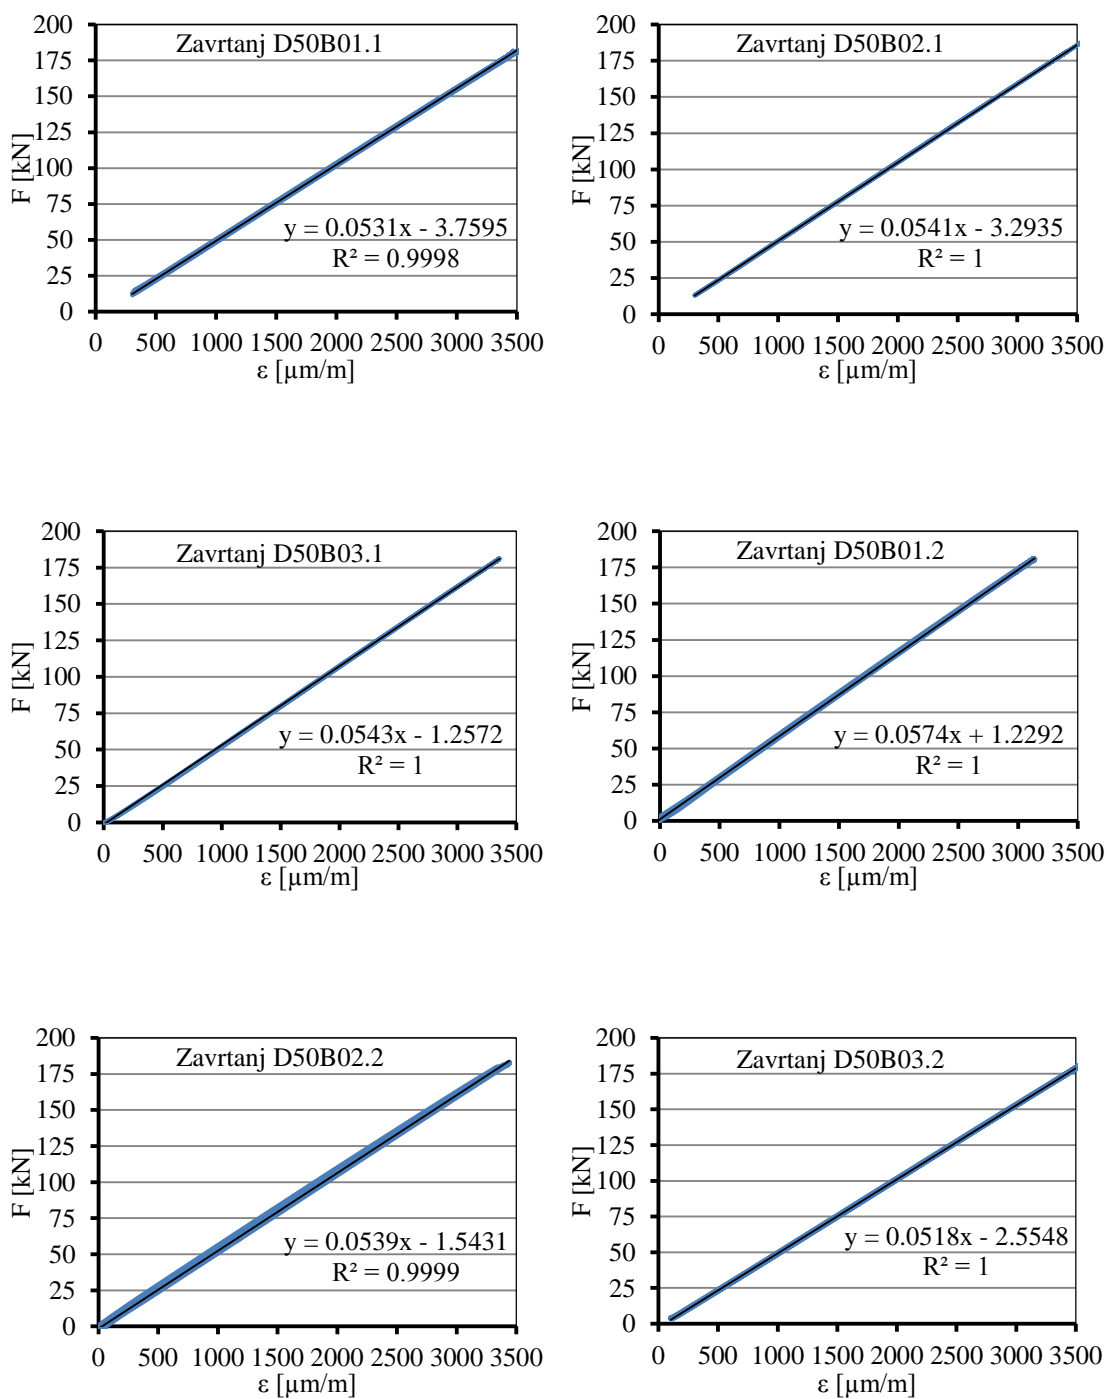 Zavrtanj D50B01.1
200
175
150
125
100
75
50
25
0
F [kN]
y = 0.0531x - 3.7595
R² = 0.9998
0 500 1000 1500 2000 2500 3000 3500
ε [µm/m]
Zavrtanj D50B02.1
200
175
150
125
100
75
50
25
0
F [kN]
y = 0.0541x - 3.2935
R² = 1
0 500 1000 1500 2000 2500 3000 3500
ε [µm/m]
Zavrtanj D50B03.1
200
175
150
125
100
75
50
25
0
F [kN]
y = 0.0543x - 1.2572
R² = 1
0 500 1000 1500 2000 2500 3000 3500
ε [µm/m]
Zavrtanj D50B01.2
200
175
150
125
100
75
50
25
0
F [kN]
y = 0.0574x + 1.2292
R² = 1
0 500 1000 1500 2000 2500 3000 3500
ε [µm/m]
Zavrtanj D50B02.2
200
175
150
125
100
75
50
25
0
F [kN]
y = 0.0539x - 1.5431
R² = 0.9999
0 500 1000 1500 2000 2500 3000 3500
ε [µm/m]
Zavrtanj D50B03.2
200
175
150
125
100
75
50
25
0
F [kN]
y = 0.0518x - 2.5548
R² = 1
0 500 1000 1500 2000 2500 3000 3500
ε [µm/m]